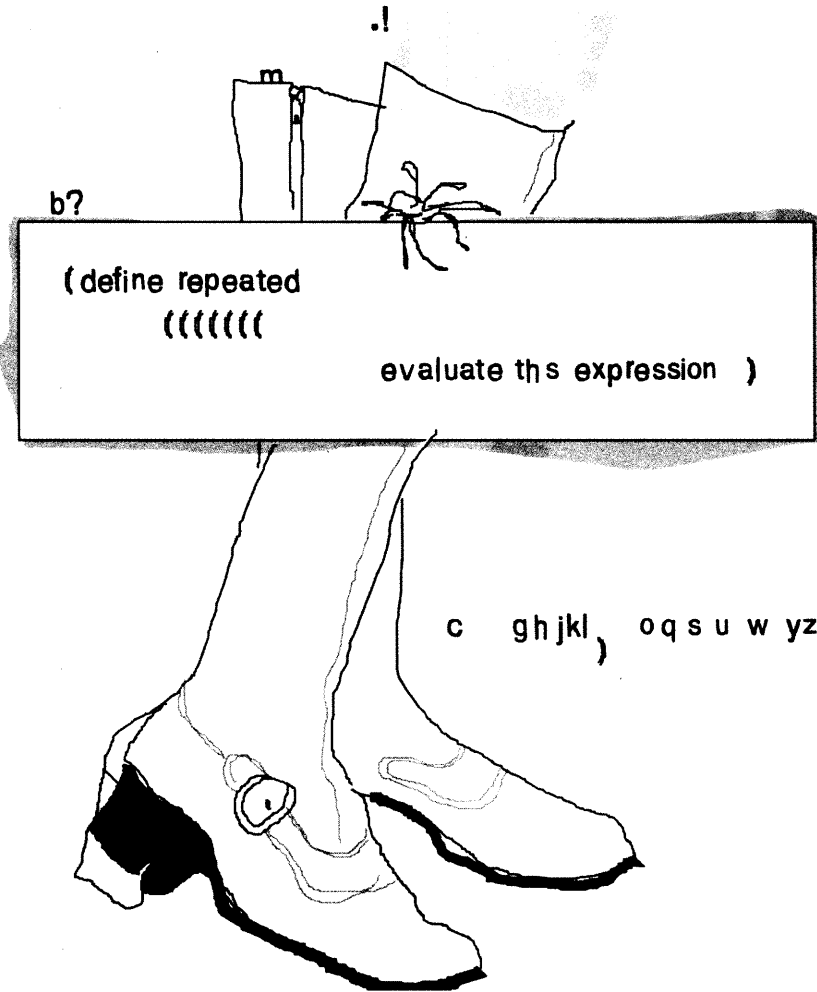 .!
m
b?
(define repeated
(((((((
evaluate ths expression )
c ghjkl) oqsuwyz